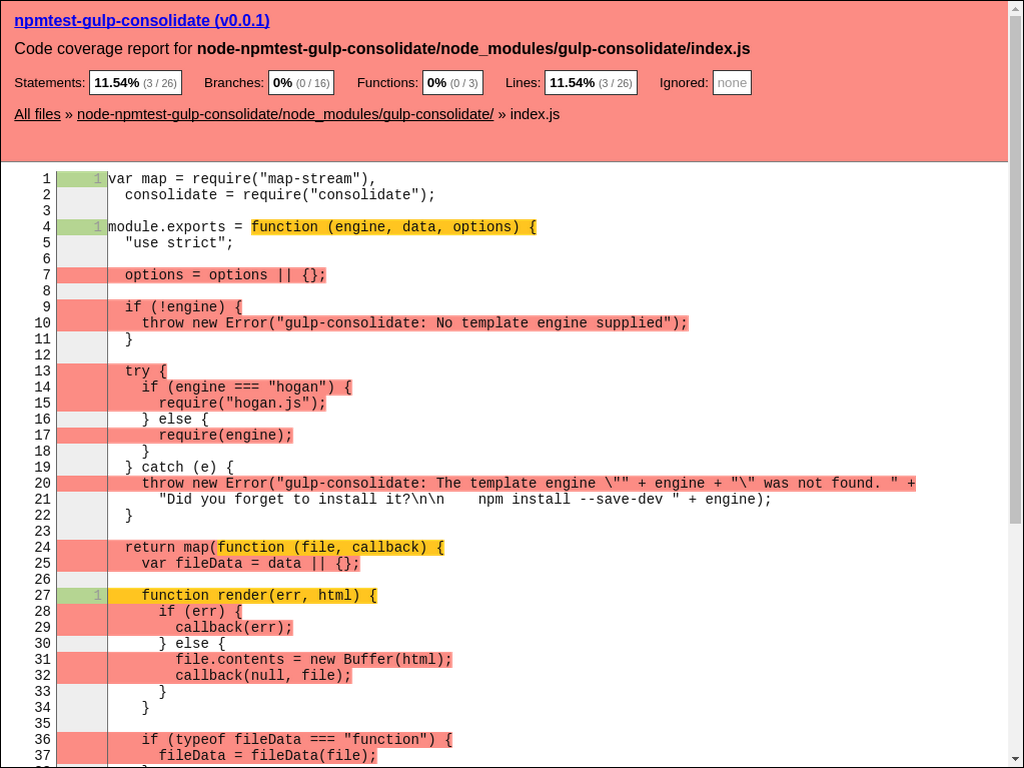 npmtest-gulp-consolidate (v0.0.1)
Code coverage report for node-npmtest-gulp-consolidate/node_modules/gulp-consolidate/index.js
Statements: 11.54% (3 / 26) Branches: 0% (0 / 16) Functions: 0% (0 / 3) Lines: 11.54% (3 / 26) Ignored: none
All files » node-npmtest-gulp-consolidate/node_modules/gulp-consolidate/ » index.js
1 1 var map = require("map-stream"),
2 consolidate = require("consolidate");
3
4 1 module.exports = function (engine, data, options) {
5 "use strict";
6
7 options = options || {};
8
9 if (!engine) {
10 throw new Error("gulp-consolidate: No template engine supplied");
11 }
12
13 try {
14 if (engine === "hogan") {
15 require("hogan.js");
16 } else {
17 require(engine);
18 }
19 } catch (e) {
20 throw new Error("gulp-consolidate: The template engine \"" + engine + "\" was not found. " +
21 "Did you forget to install it?\n\n    npm install --save-dev " + engine);
22 }
23
24 return map(function (file, callback) {
25 var fileData = data || {};
26
27 1 function render(err, html) {
28 if (err) {
29 callback(err);
30 } else {
31 file.contents = new Buffer(html);
32 callback(null, file);
33 }
34 }
35
36 if (typeof fileData === "function") {
37 fileData = fileData(file);